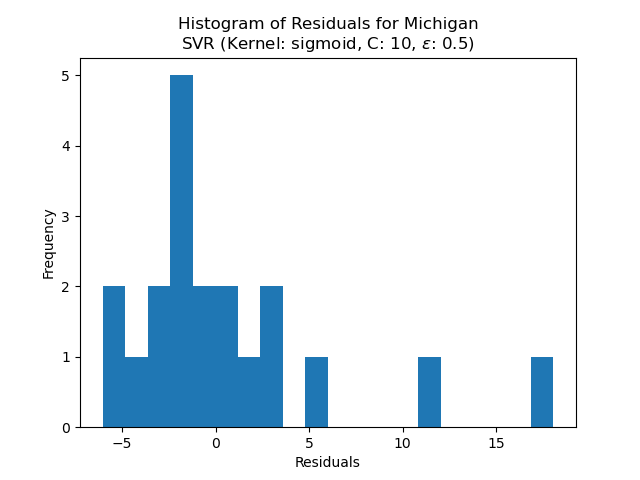 Histogram of Residuals for Michigan
SVR (Kernel: sigmoid, C: 10, ε: 0.5)
5
4
3
2
1
0
Frequency
−5
0
5
10
15
Residuals